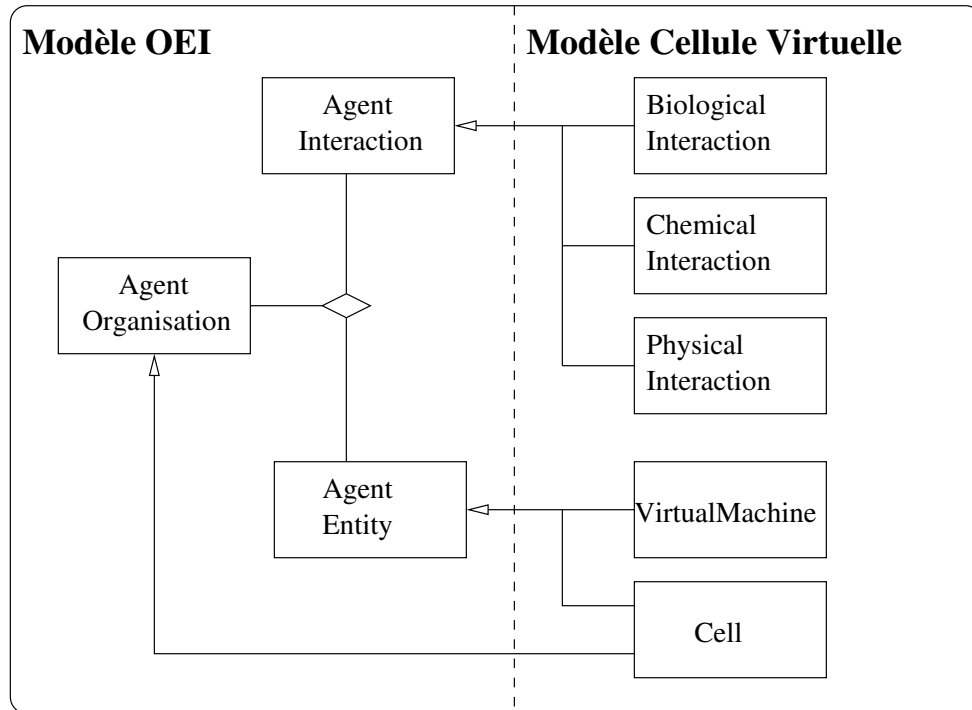 Modèle OEI
Modèle Cellule Virtuelle
Agent
Interaction
Biological
Interaction
Chemical
Interaction
Agent
Organisation
Physical
Interaction
Agent
Entity
VirtualMachine
Cell